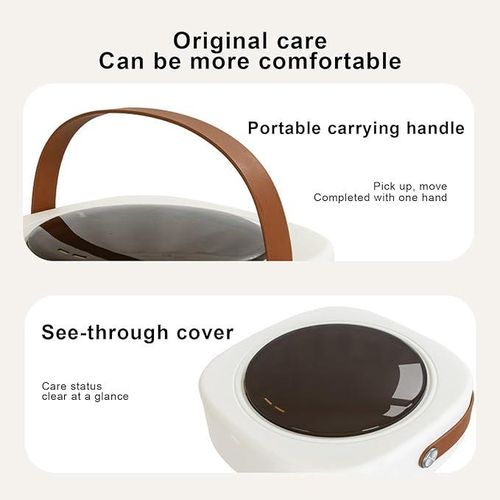 Original care
Can be more comfortable
Portable carrying handle
Pick up, move
Completed with one hand
See-through cover
Care status
clear at a glance